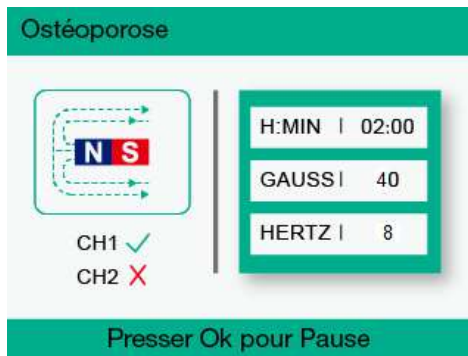 Ostéoporose
N S
CH1 ✓
CH2 X
H:MIN | 02:00
GAUSS | 40
HERTZ | 8
Presser Ok pour Pause